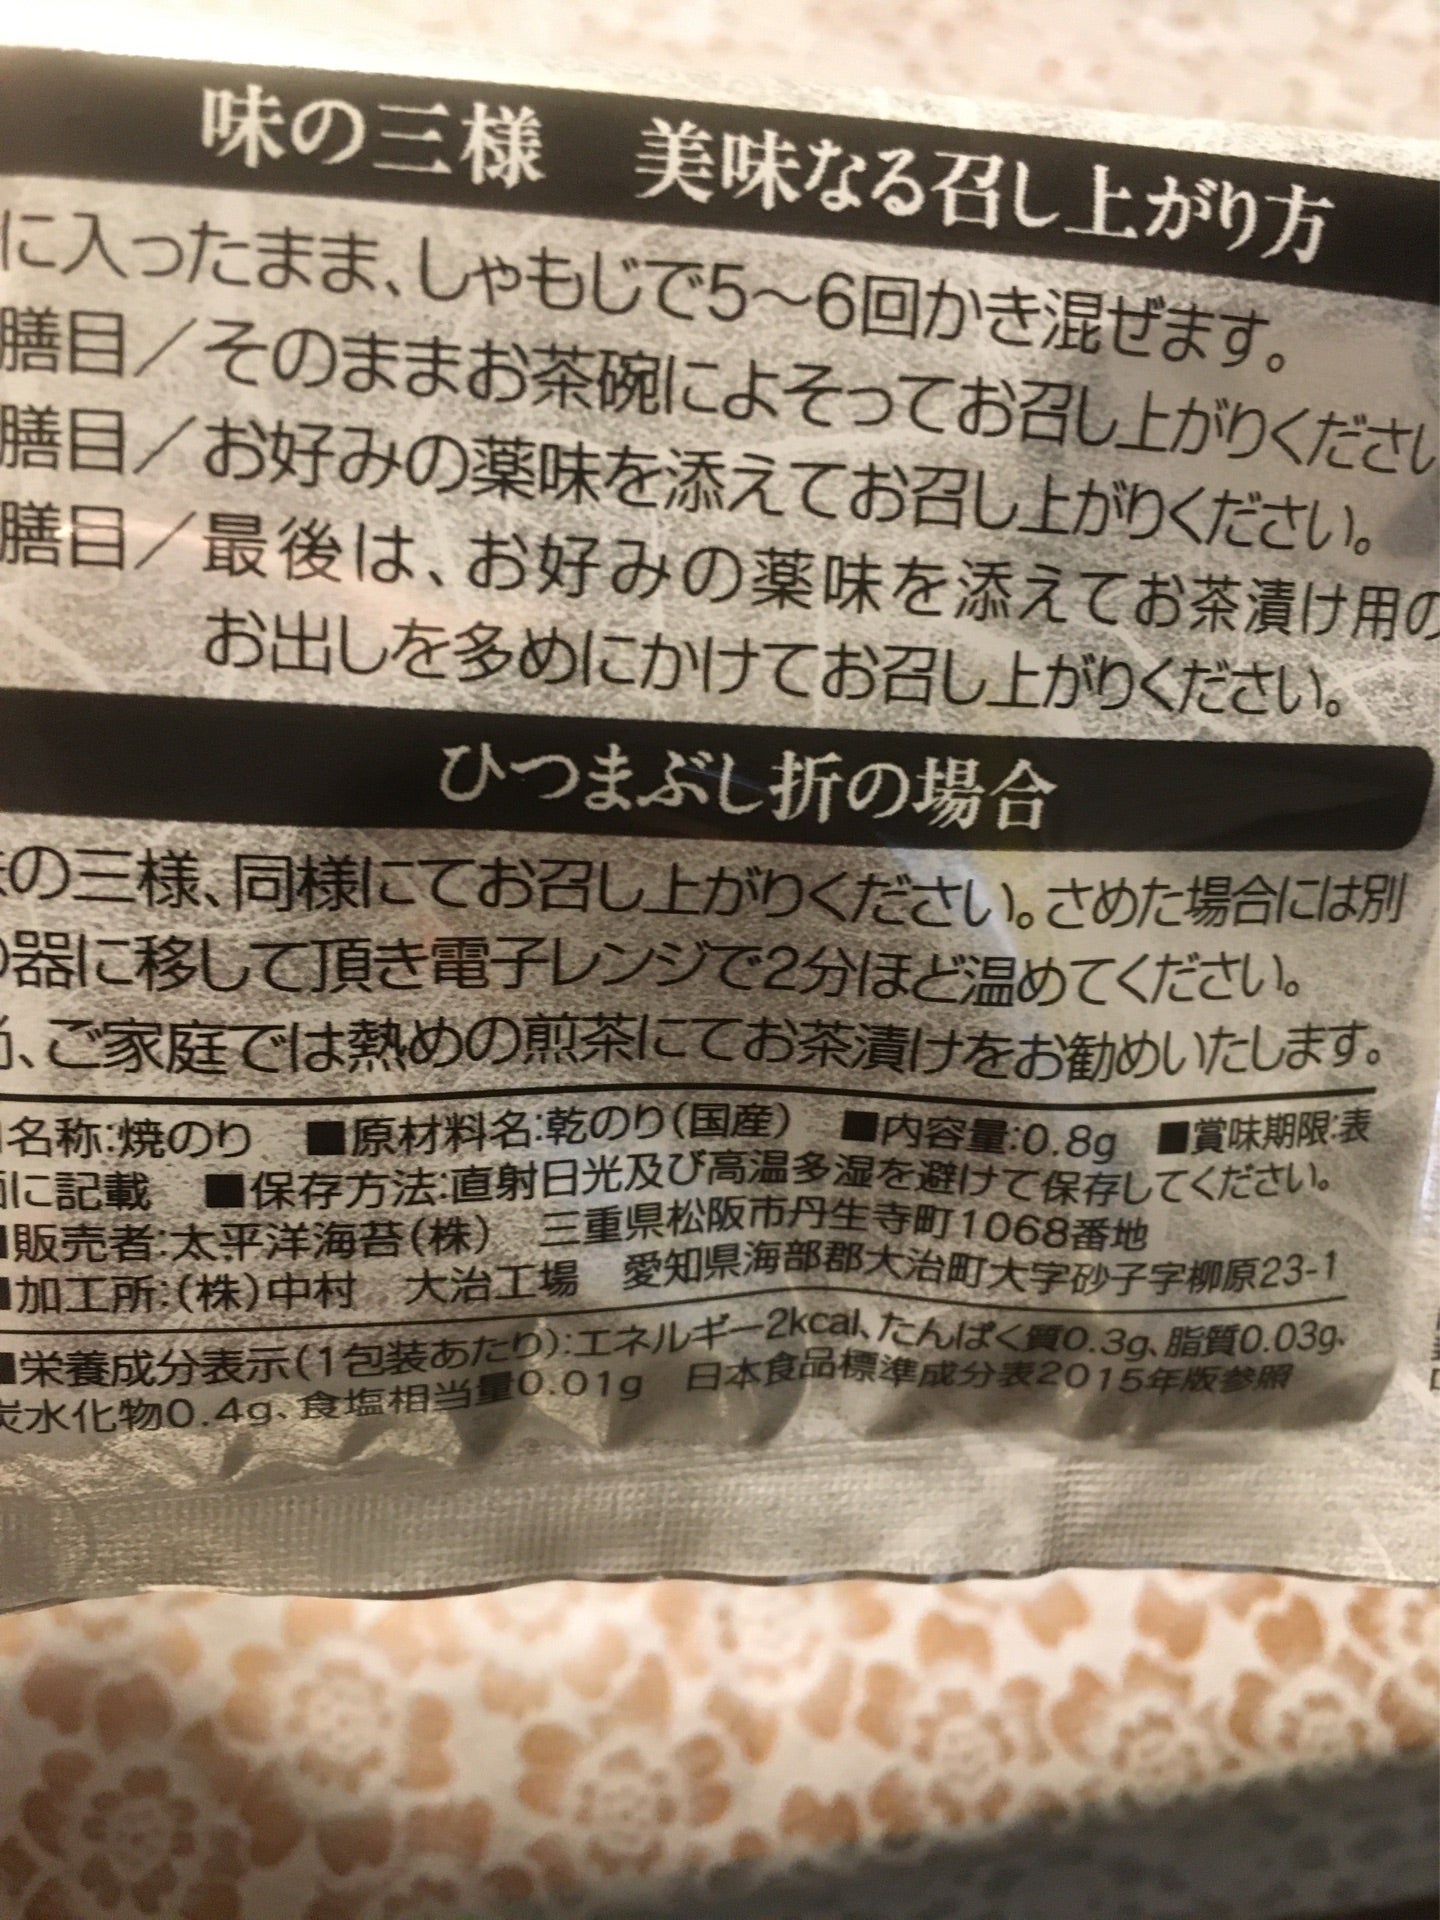 味の三様 美味なる召し上がり方
に入ったまま、しゃもじで5〜6回かき混ぜます。
膳目／そのままお茶碗によそってお召し上がりください
膳目／お好みの薬味を添えてお召し上がりください。
膳目／最後は、お好みの薬味を添えてお茶漬け用の
お出しを多めにかけてお召し上がりください。
ひつまぶし折の場合
の三様、同様にてお召し上がりください。さめた場合には別
の器に移して頂き電子レンジで2分ほど温めてください。
尚、ご家庭では熱めの煎茶にてお茶漬けをお勧めいたします。
■名称:焼のり ■原材料名:乾のり(国産) ■内容量:0.8g ■賞味期限:表
面に記載 ■保存方法:直射日光及び高温多湿を避けて保存してください。
■販売者:太平洋海苔(株) 三重県松阪市丹生寺町1068番地
■加工所:(株)中村 大治工場 愛知県海部郡大治町大字砂子字柳原23-1
■栄養成分表示(1包装あたり):エネルギー2kcal、たんぱく質0.3g、脂質0.03g、
炭水化物0.4g、食塩相当量0.01g 日本食品標準成分表2015年版参照